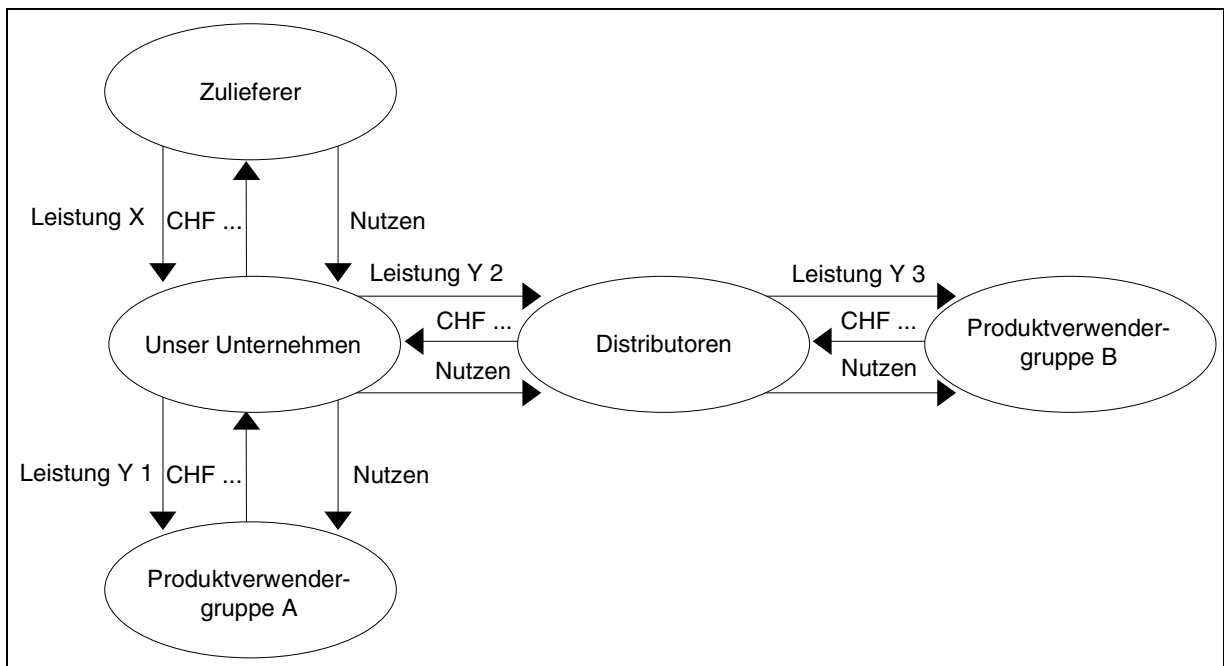 Zulieferer
Leistung X
CHF ...
Nutzen
Leistung Y 2
Leistung Y 3
Unser Unternehmen
CHF ...
Distributoren
CHF ...
Produktverwender-
gruppe B
Nutzen
Nutzen
Leistung Y 1
CHF ...
Nutzen
Produktverwender-
gruppe A